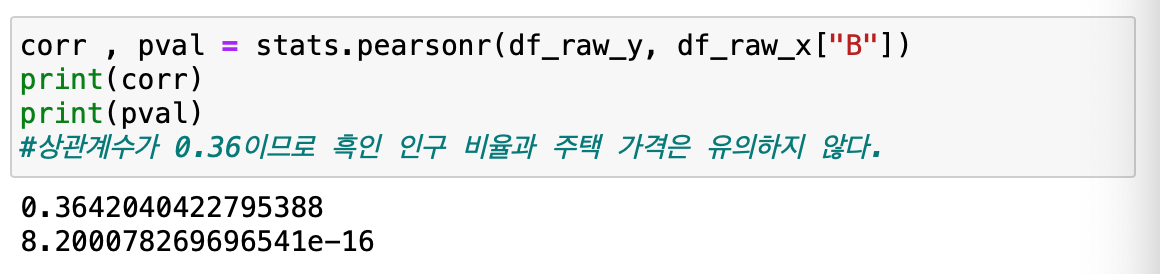 corr , pval = stats.pearsonr(df_raw_y, df_raw_x["B"])
print(corr)
print(pval)
#상관계수가 0.36이므로 흑인 인구 비율과 주택 가격은 유의하지 않다.
0.3642040422795388
8.200078269696541e-16